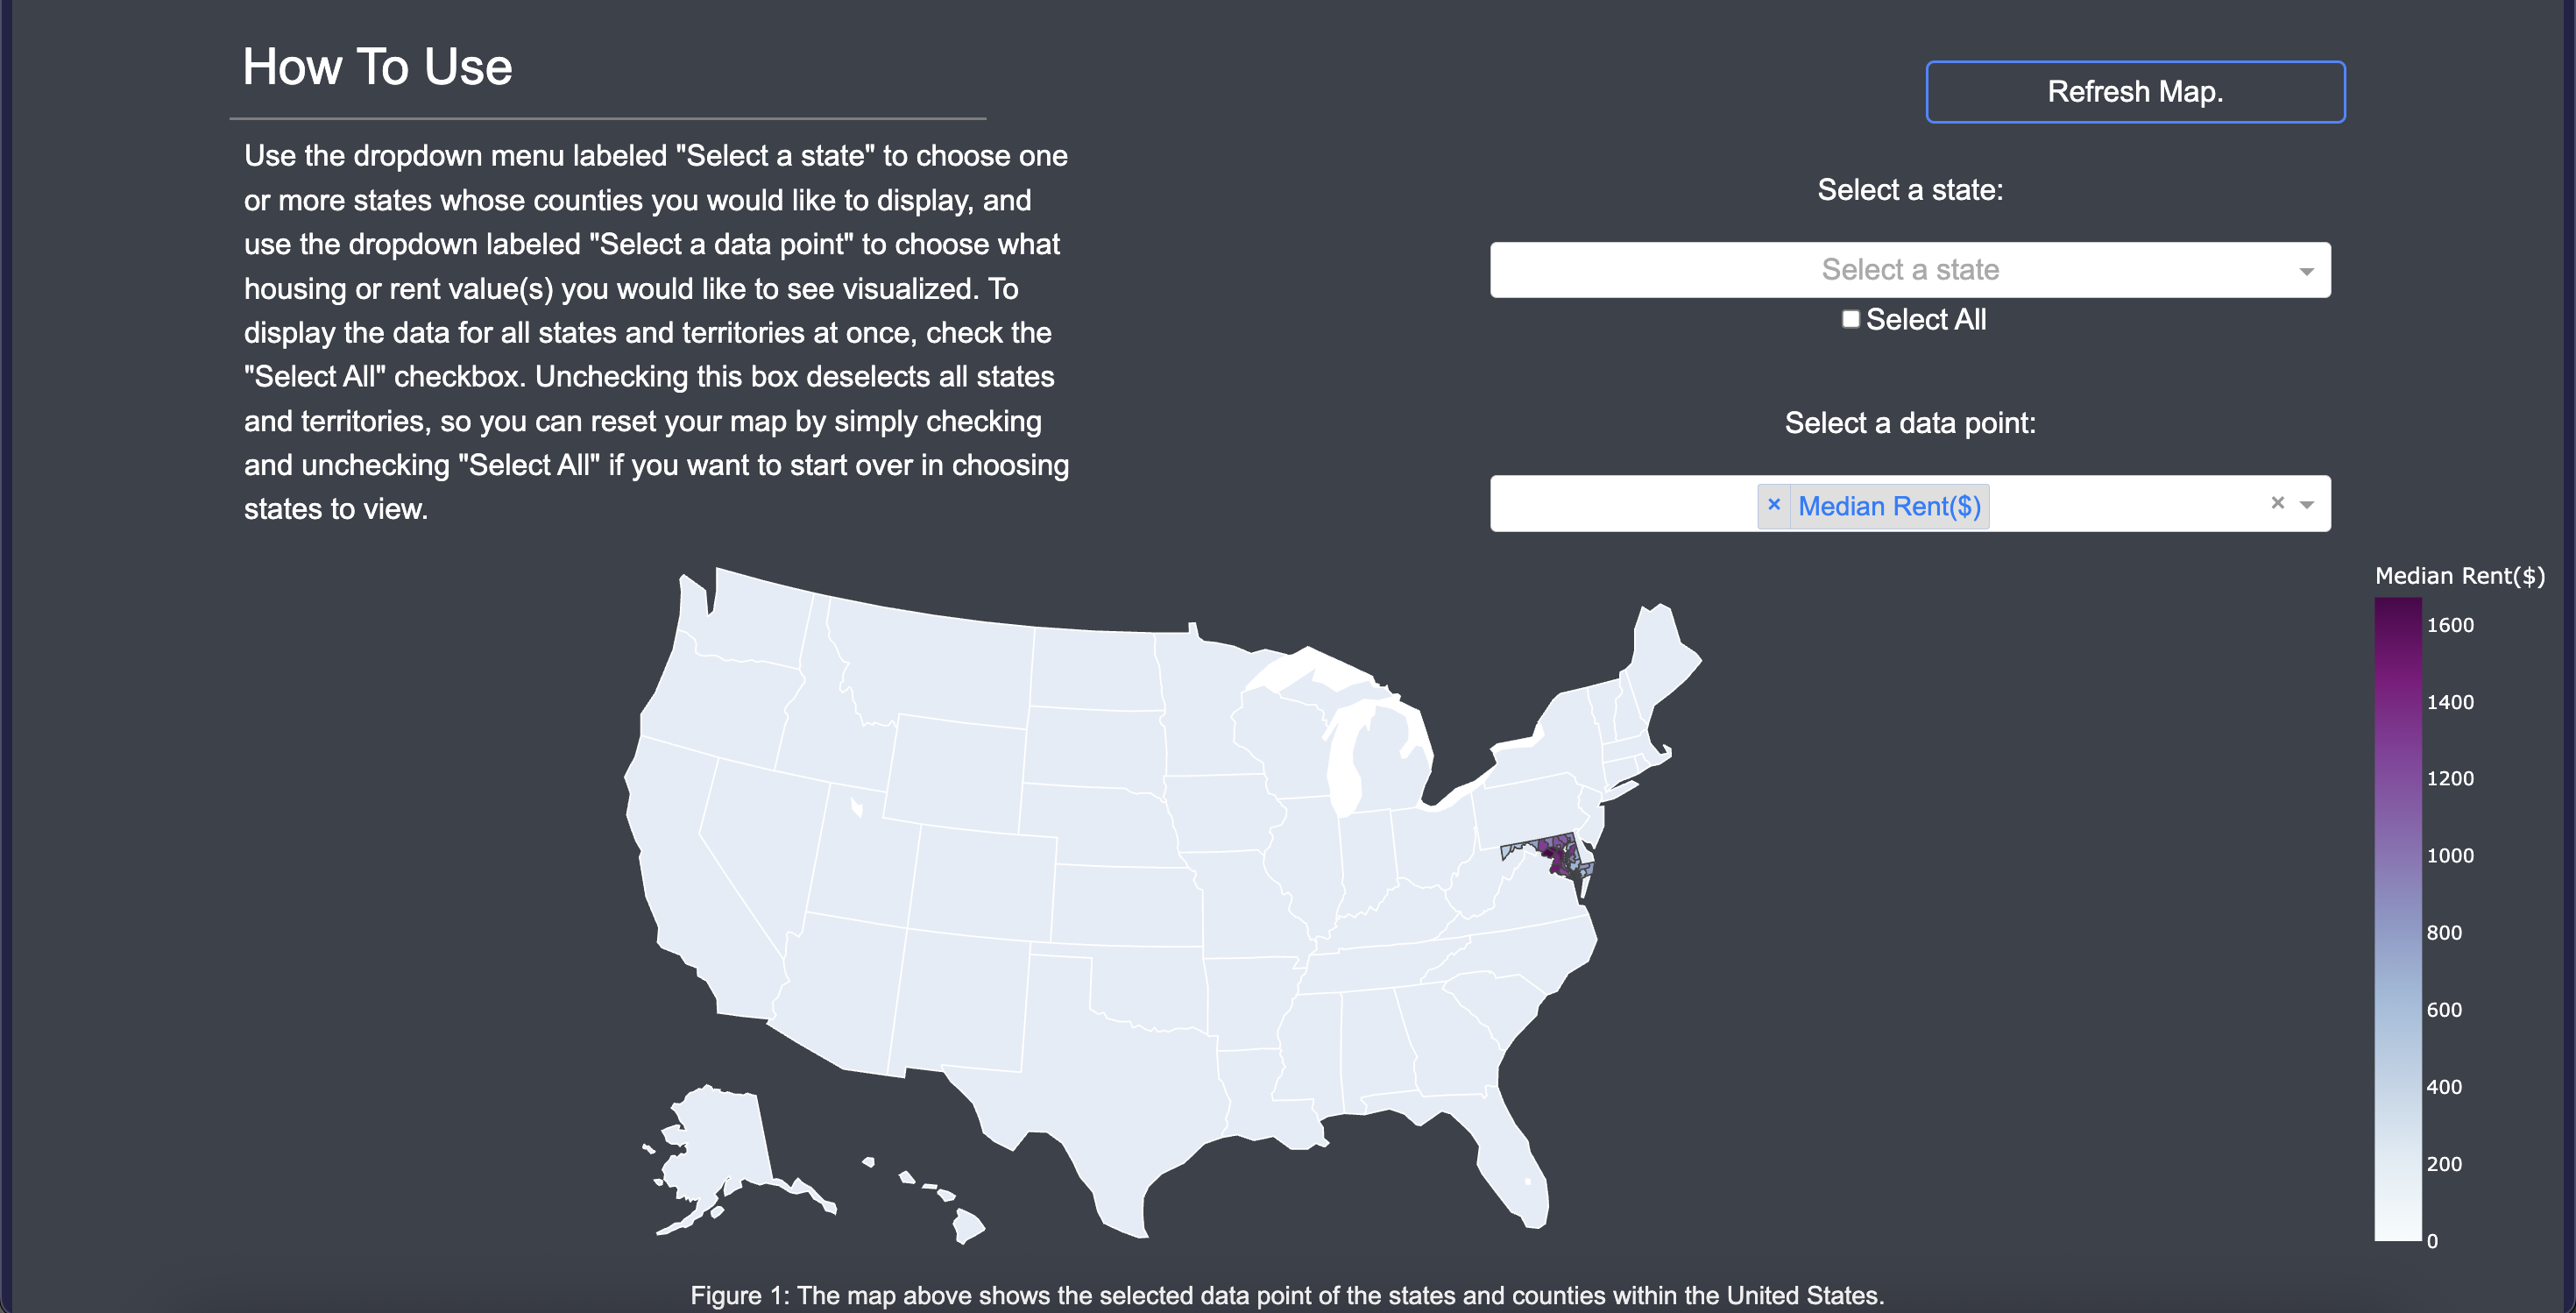 How To Use
Use the dropdown menu labeled "Select a state" to choose one
or more states whose counties you would like to display, and
use the dropdown labeled "Select a data point" to choose what
housing or rent value(s) you would like to see visualized. To
display the data for all states and territories at once, check the
"Select All" checkbox. Unchecking this box deselects all states
and territories, so you can reset your map by simply checking
and unchecking "Select All" if you want to start over in choosing
states to view.
Refresh Map.
Select a state:
Select a state
Select All
Select a data point:
× Median Rent($) ×
Median Rent($)
1600
1400
1200
1000
800
600
400
200
0
Figure 1: The map above shows the selected data point of the states and counties within the United States.